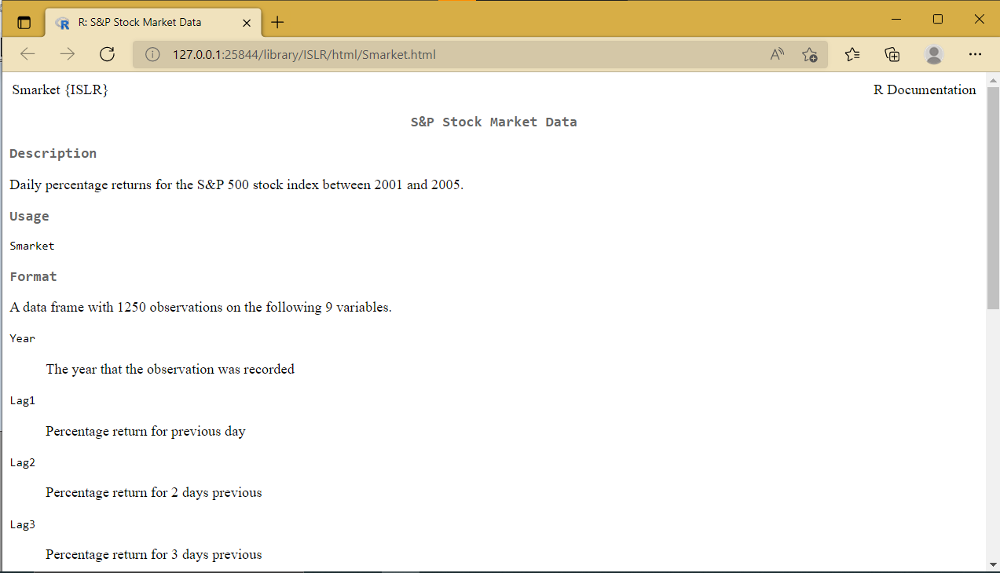 R: S&P Stock Market Data
127.0.0.1:25844/library/ISLR/html/Smarket.html
Smarket {ISLR} R Documentation
S&P Stock Market Data
Description
Daily percentage returns for the S&P 500 stock index between 2001 and 2005.
Usage
Smarket
Format
A data frame with 1250 observations on the following 9 variables.
Year
The year that the observation was recorded
Lag1
Percentage return for previous day
Lag2
Percentage return for 2 days previous
Lag3
Percentage return for 3 days previous